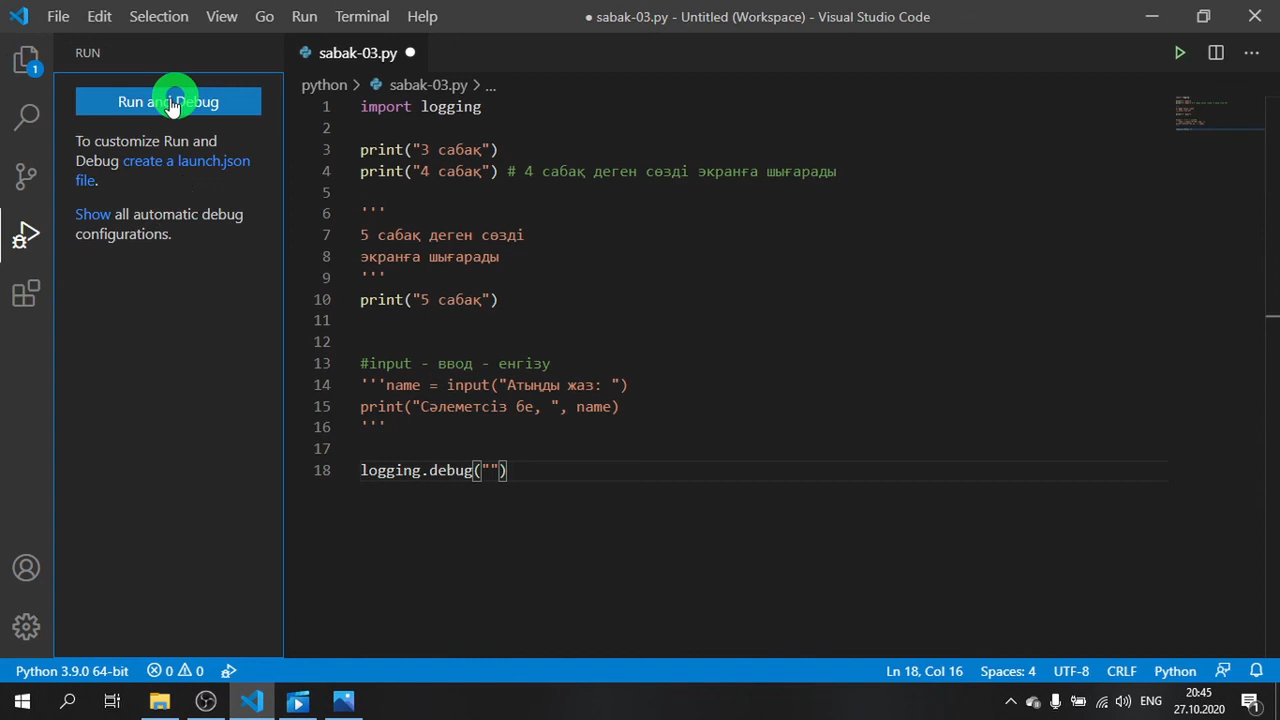 File Edit Selection View Go Run Terminal Help
● sabak-03.py - Untitled (Workspace) - Visual Studio Code
1
RUN
Run and Debug
To customize Run and
Debug create a launch.json
file.
Show all automatic debug
configurations.
sabak-03.py ●
python > sabak-03.py > ...
1 import logging
2
3 print("3 сабақ")
4 print("4 сабақ") # 4 сабақ деген сөзді экранға шығарады
5
6 '''
7 5 сабақ деген сөзді
8 экранға шығарады
9 '''
10 print("5 сабақ")
11
12
13 #input - ввод - енгізу
14 '''name = input("Атыңды жаз: ")
15 print("Сәлеметсіз бе, ", name)
16 '''
17
18 logging.debug("")
Python 3.9.0 64-bit 0 0 Ln 18, Col 16 Spaces: 4 UTF-8 CRLF Python
ENG 20:45
27.10.2020
1